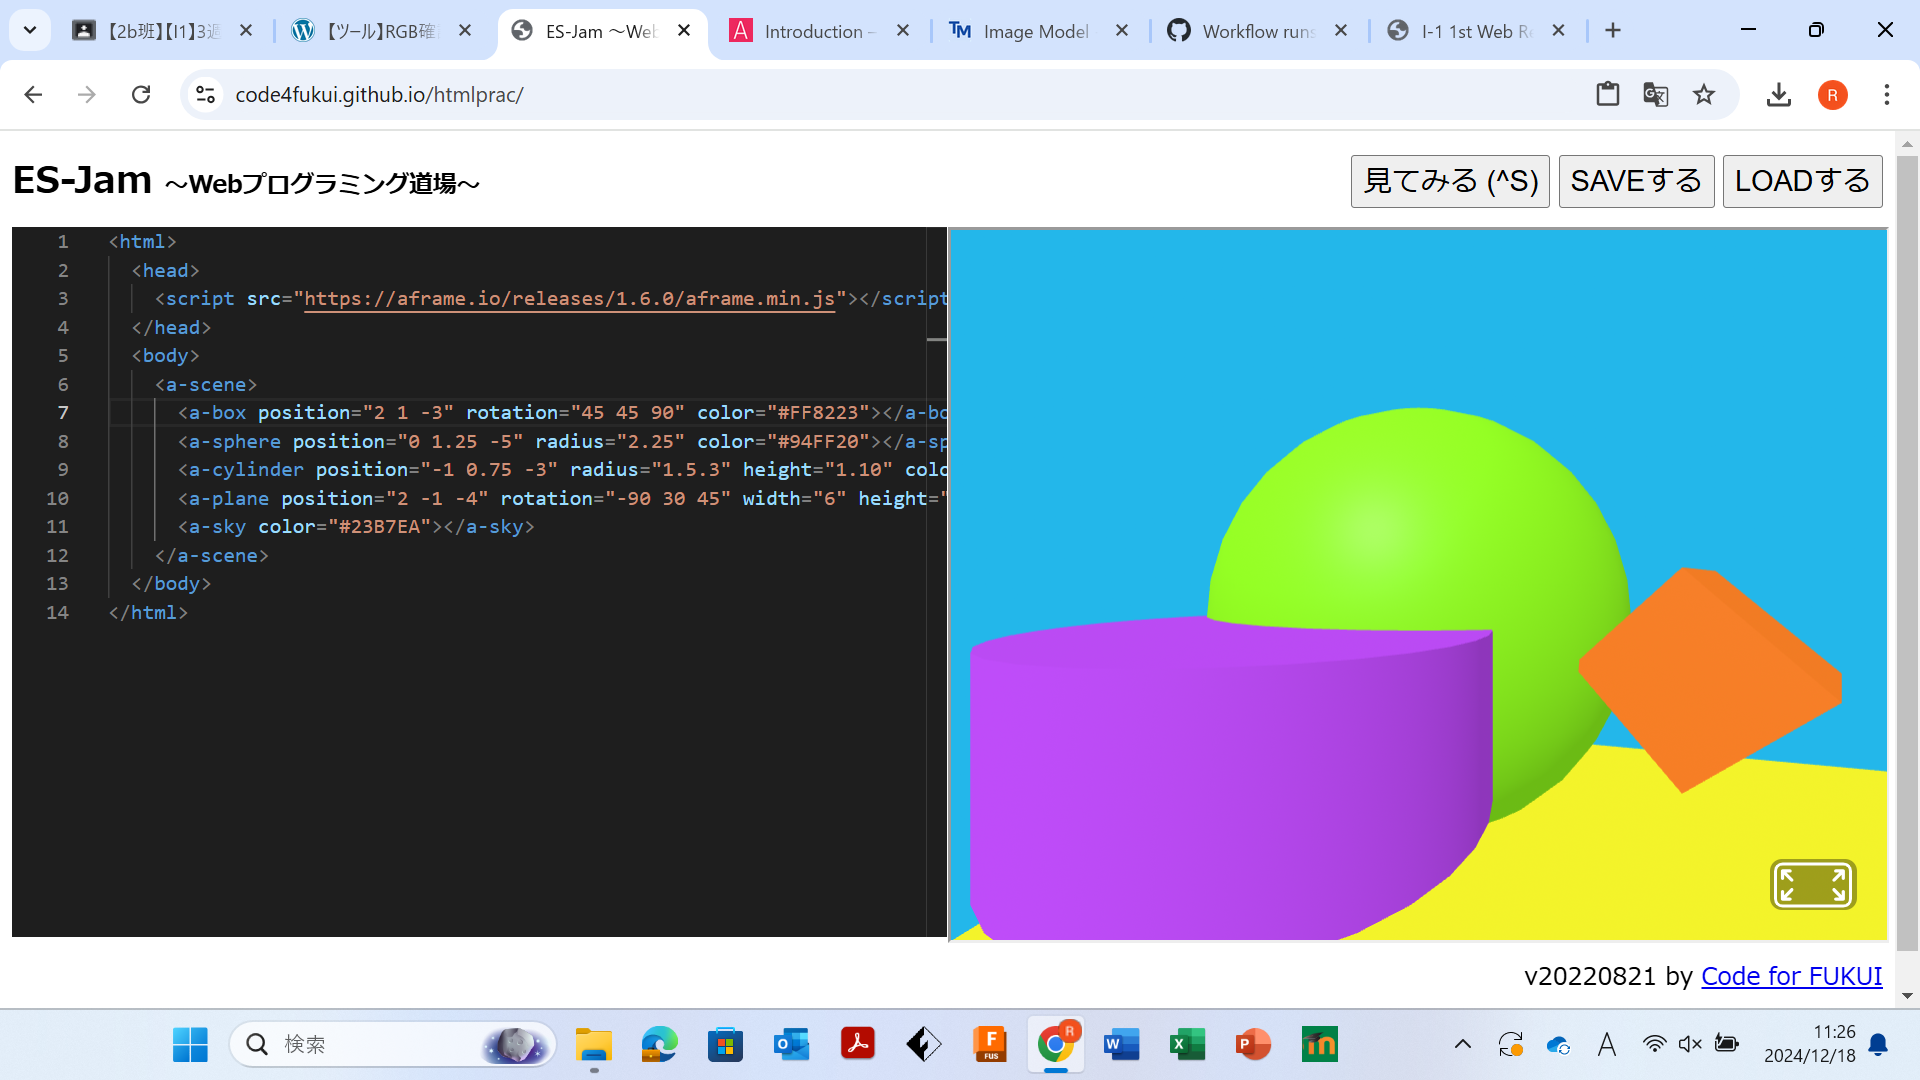 【2b班】【I1】3週
【ツール】RGB確認
ES-Jam ～Web
Introduction –
Image Model
Workflow runs
I-1 1st Web Re
code4fukui.github.io/htmlprac/
R
ES-Jam ～Webプログラミング道場～
見てみる (^S)
SAVEする
LOADする
1 <html>
2 <head>
3 <script src="https://aframe.io/releases/1.6.0/aframe.min.js"></script
4 </head>
5 <body>
6 <a-scene>
7 <a-box position="2 1 -3" rotation="45 45 90" color="#FF8223"></a-bo
8 <a-sphere position="0 1.25 -5" radius="2.25" color="#94FF20"></a-sp
9 <a-cylinder position="-1 0.75 -3" radius="1.5.3" height="1.10" colo
10 <a-plane position="2 -1 -4" rotation="-90 30 45" width="6" height="
11 <a-sky color="#23B7EA"></a-sky>
12 </a-scene>
13 </body>
14 </html>
v20220821 by Code for FUKUI
検索
A
11:26
2024/12/18